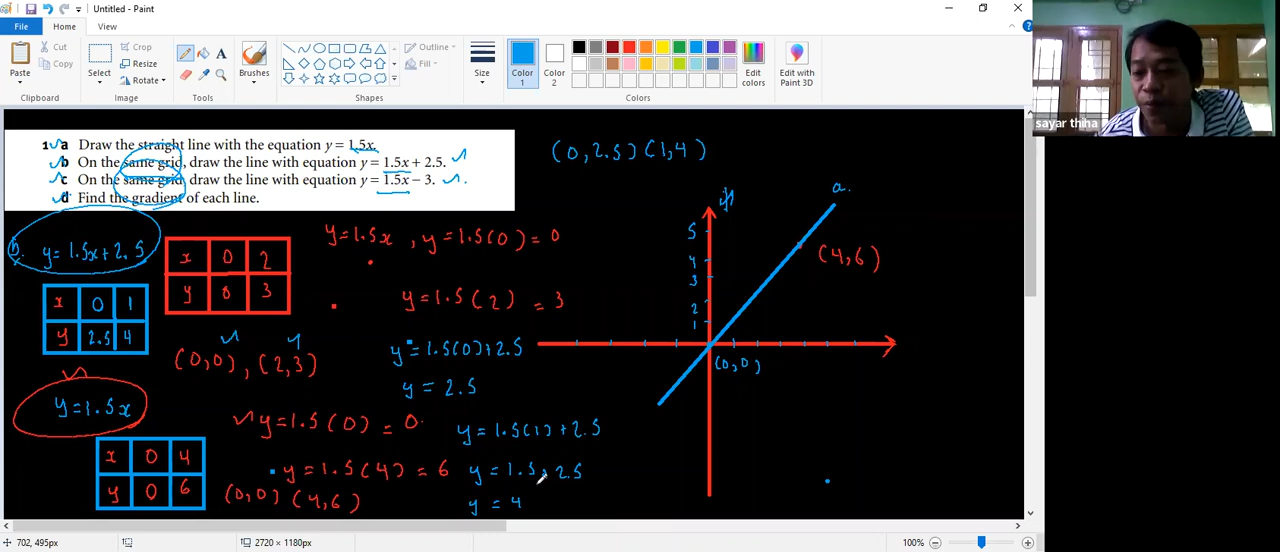 Untitled - Paint
File Home View
Paste
Cut
Copy
Clipboard
Select
Crop
Resize
Rotate
Image
Tools
Brushes
Shapes
Outline
Fill
Size
Color 1
Color 2
Edit colors
Colors
Edit with Paint 3D
sayar thiha
1 a Draw the straight line with the equation y = 1.5x.
b On the same grid, draw the line with equation y = 1.5x + 2.5.
c On the same grid, draw the line with equation y = 1.5x − 3.
d Find the gradient of each line.
(0, 2.5) (1, 4)
b. y = 1.5x + 2.5
x 0 1
y 2.5 4
x 0 2
y 0 3
(0,0), (2,3)
y = 1.5x, y = 1.5(0) = 0
y = 1.5(2) = 3
y = 1.5(0) + 2.5
y = 2.5
y = 1.5x
x 0 4
y 0 6
y = 1.5(0) = 0
y = 1.5(4) = 6
(0,0) (4,6)
y = 1.5(1) + 2.5
y = 1.5 + 2.5
y = 4
a.
5
4
3
2
1
(4,6)
(0,0)
702, 495px
2720 × 1180px
100%